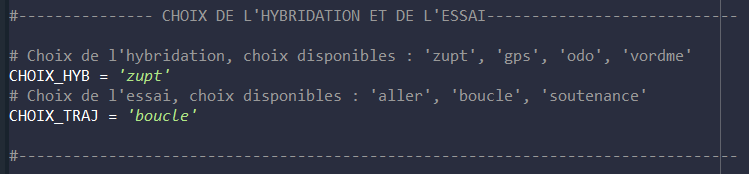 #--------------- CHOIX DE L'HYBRIDATION ET DE L'ESSAI----------------------------
# Choix de l'hybridation, choix disponibles : 'zupt', 'gps', 'odo', 'vordme'
CHOIX_HYB = 'zupt'
# Choix de l'essai, choix disponibles : 'aller', 'boucle', 'soutenance'
CHOIX_TRAJ = 'boucle'
#--------------------------------------------------------------------------------